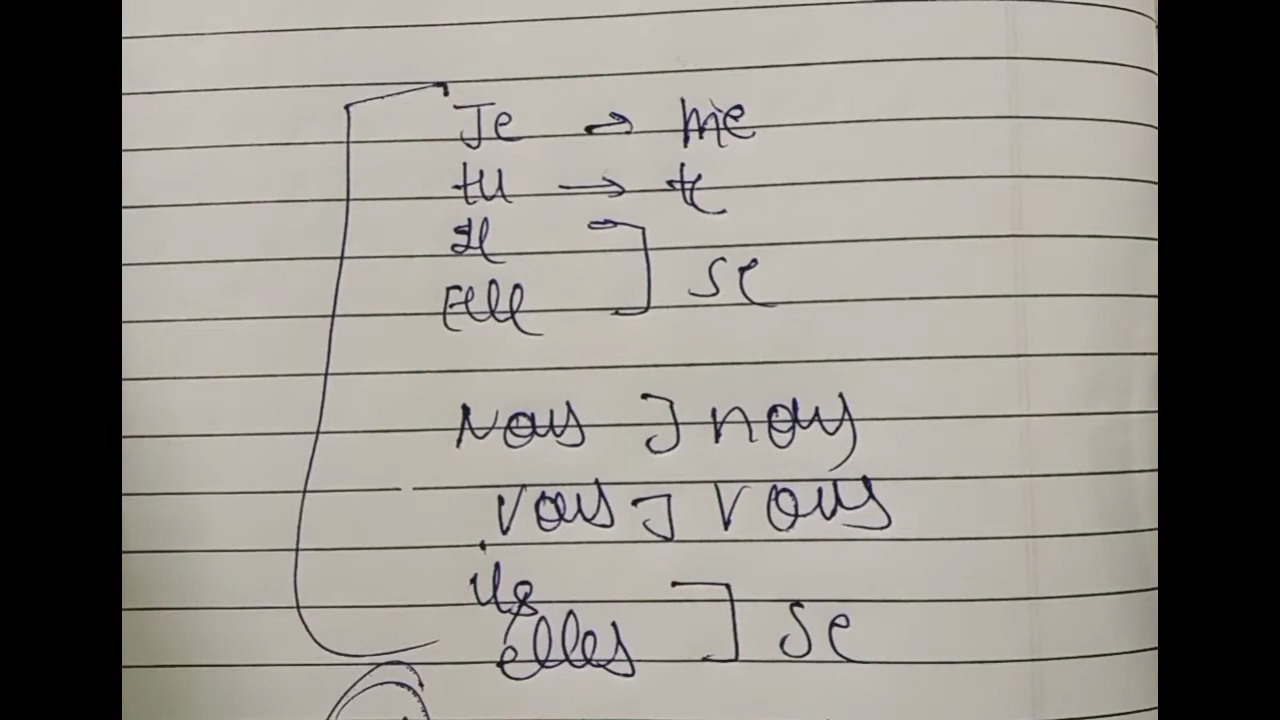 Je → me
tu → te
Il
Elle ] se
Nous ] nous
Vous ] vous
ils
elles ] se